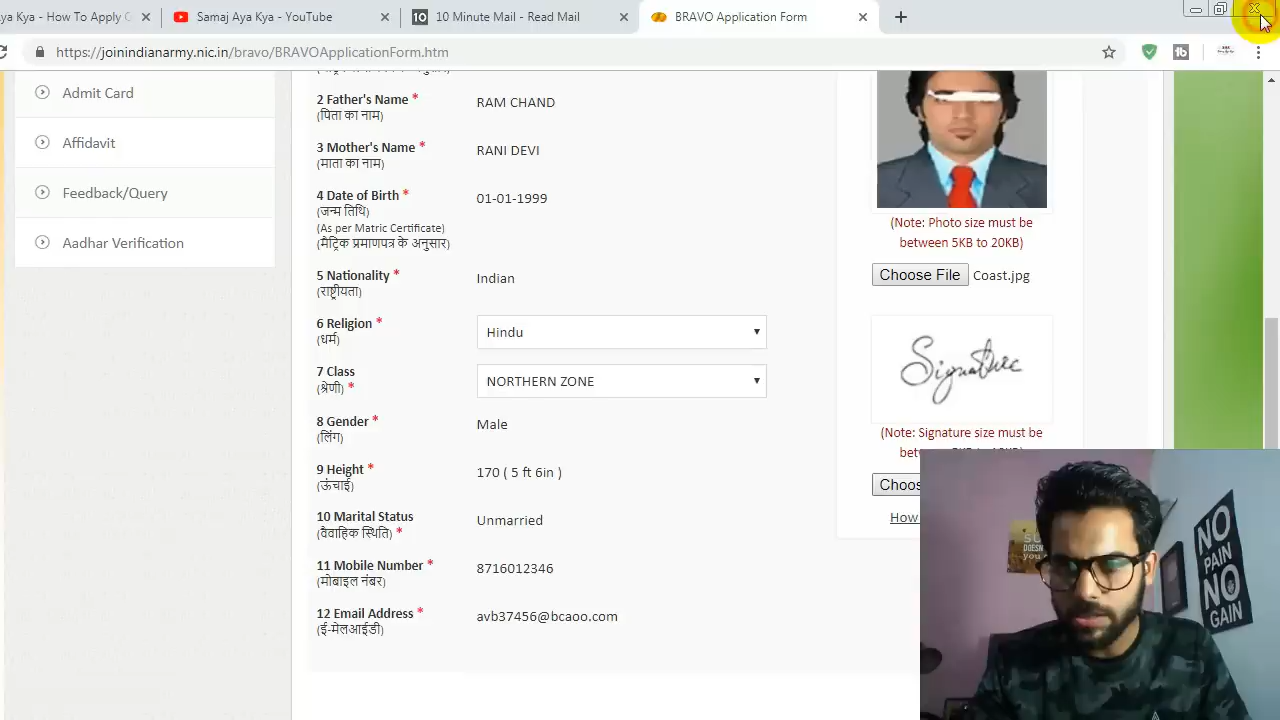 aya Kya - How To Apply
Samaj Aya Kya - YouTube
10 Minute Mail - Read Mail
BRAVO Application Form
https://joinindianarmy.nic.in/bravo/BRAVOApplicationForm.htm
Admit Card
Affidavit
Feedback/Query
Aadhar Verification
2 Father's Name *
(पिता का नाम)
RAM CHAND
3 Mother's Name *
(माता का नाम)
RANI DEVI
4 Date of Birth *
(जन्म तिथि)
(As per Matric Certificate)
(मैट्रिक प्रमाणपत्र के अनुसार)
01-01-1999
5 Nationality *
(राष्ट्रीयता)
Indian
6 Religion *
(धर्म)
Hindu
7 Class
(श्रेणी) *
NORTHERN ZONE
8 Gender *
(लिंग)
Male
9 Height *
(ऊंचाई)
170 ( 5 ft 6in )
10 Marital Status
(वैवाहिक स्थिति) *
Unmarried
11 Mobile Number *
(मोबाइल नंबर)
8716012346
12 Email Address *
(ई-मेलआईडी)
avb37456@bcaoo.com
(Note: Photo size must be
between 5KB to 20KB)
Choose File Coast.jpg
Signature
(Note: Signature size must be
Choos
How
NO
PAIN
NO
GAIN